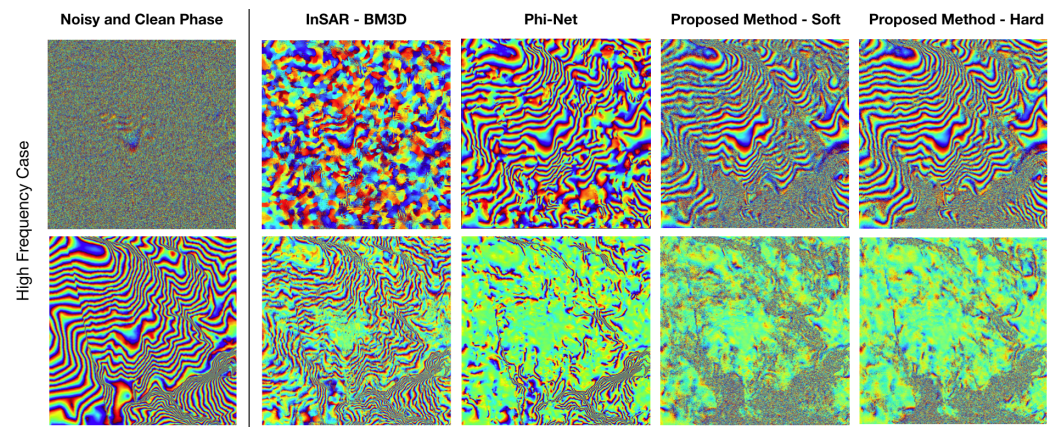 Noisy and Clean Phase
InSAR - BM3D
Phi-Net
Proposed Method - Soft
Proposed Method - Hard
High Frequency Case